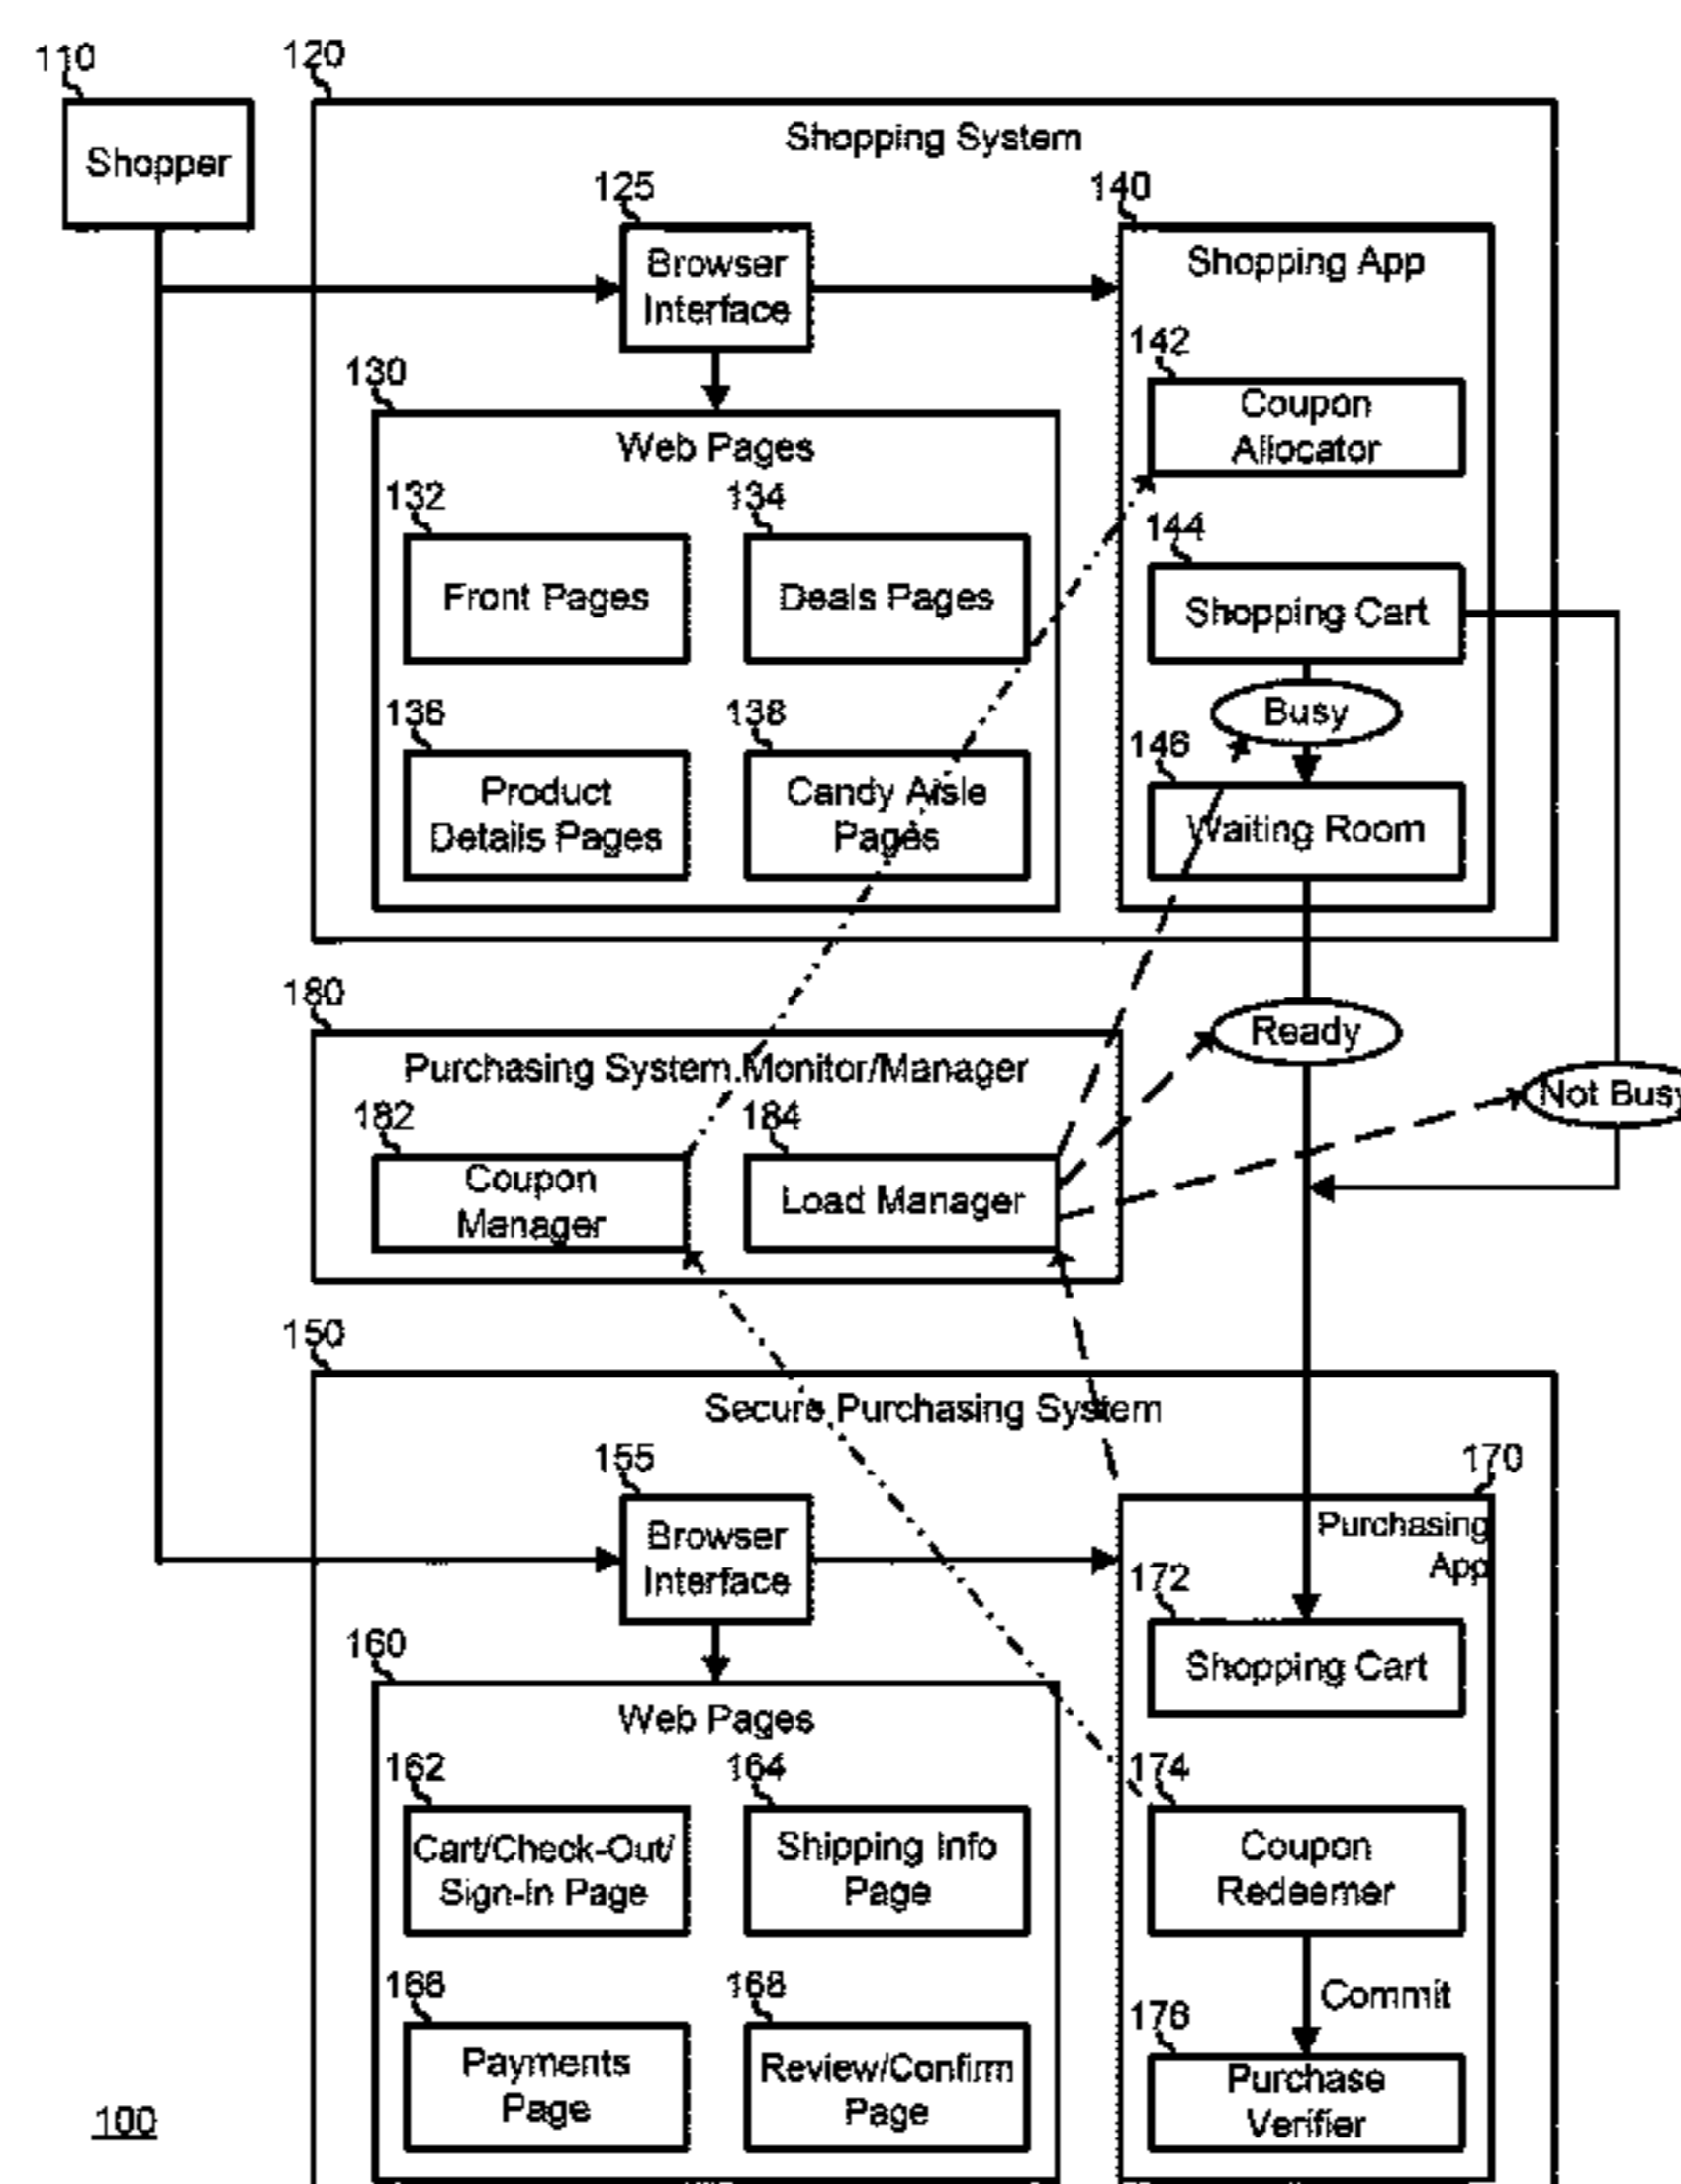 110
120
Shopper
Shopping System
125
140
Browser
Interface
Shopping App
142
Coupon
Allocator
130
Web Pages
132
134
144
Front Pages
Deals Pages
Shopping Cart
Busy
136
138
146
Product
Details Pages
Candy Aisle
Pages
Waiting Room
180
Ready
Purchasing System Monitor/Manager
Not Busy
182
184
Coupon
Manager
Load Manager
150
Secure Purchasing System
155
170
Browser
Interface
Purchasing
App
172
Shopping Cart
160
Web Pages
162
164
174
Cart/Check-Out/
Sign-In Page
Shipping Info
Page
Coupon
Redeemer
Commit
166
168
176
Payments
Page
Review/Confirm
Page
Purchase
Verifier
100